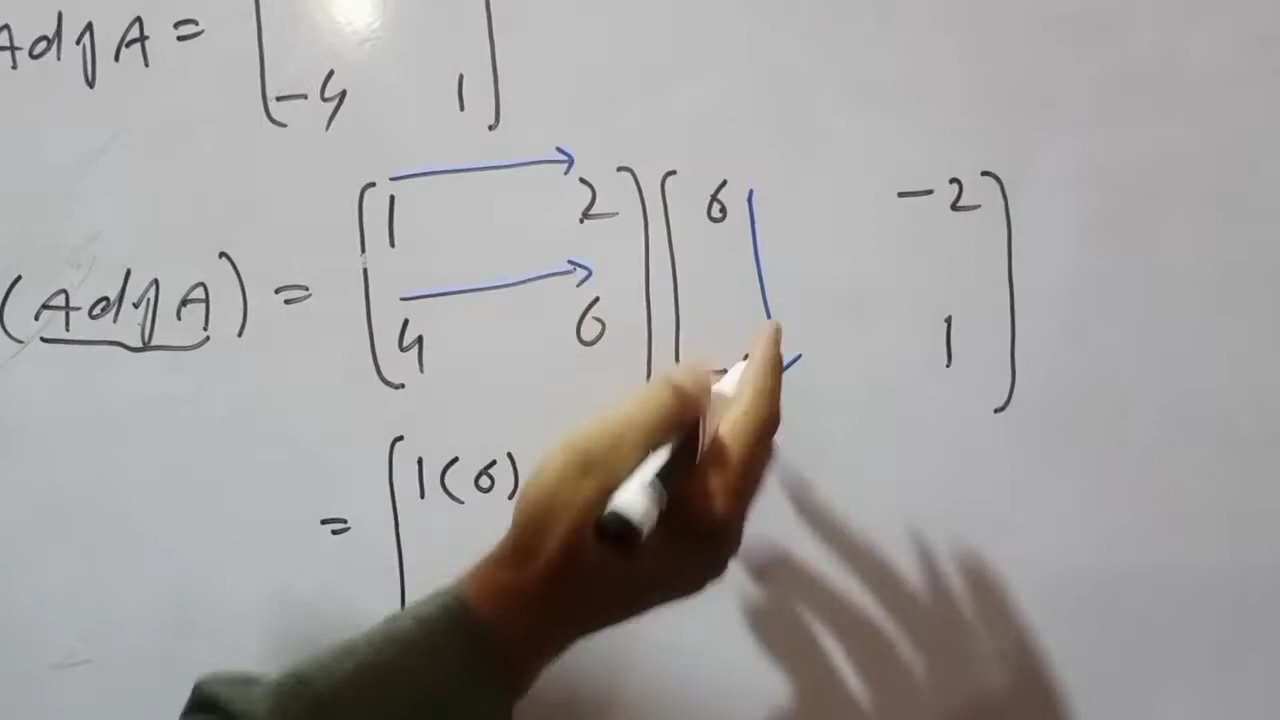 Adj A =
-4 1
1 2 6 -2
(Adj A) =
4 6 1
= 1(6)